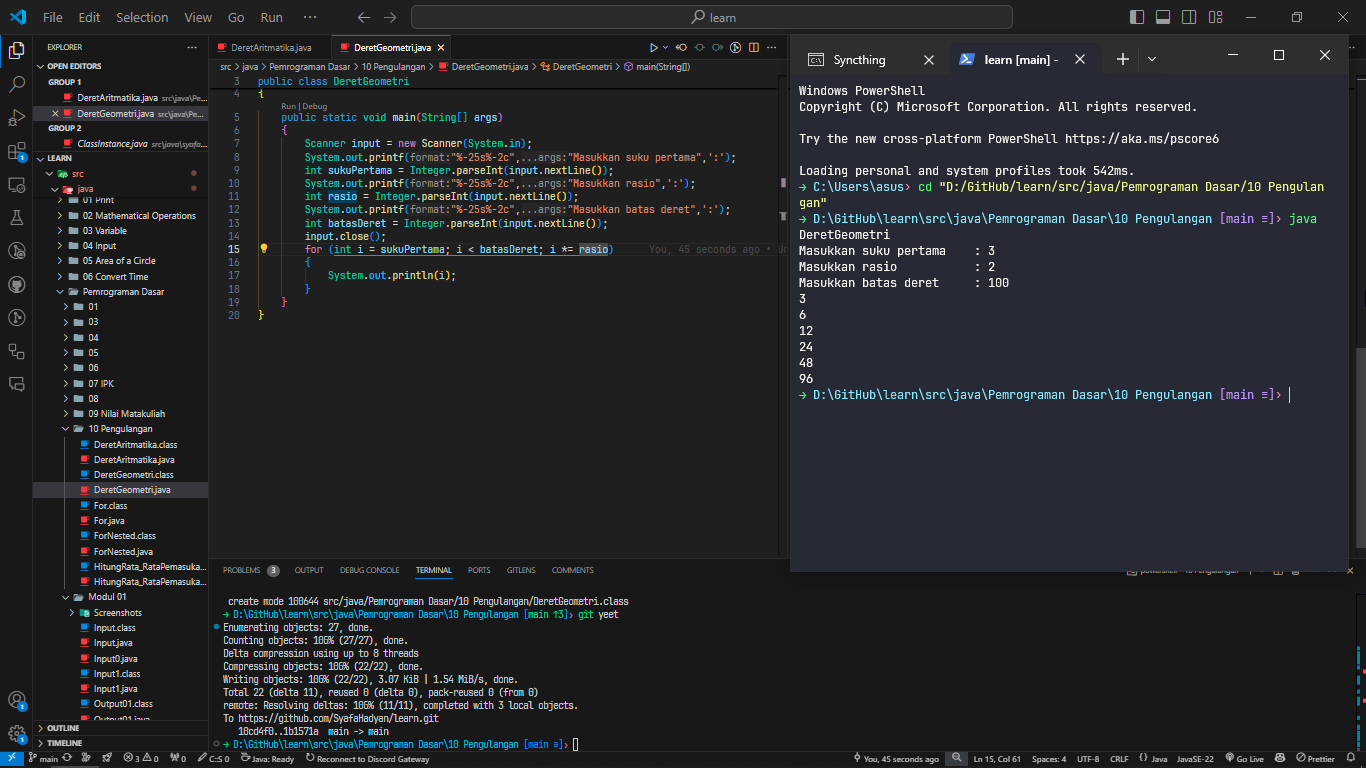 File Edit Selection View Go Run ··· learn
EXPLORER
OPEN EDITORS
GROUP 1
DeretAritmatika.java src\java\Pe...
DeretGeometri.java src\java\Pe...
GROUP 2
ClassInstance.java src\java\syafa...
LEARN
src
java
01 Print
02 Mathematical Operations
03 Variable
04 Input
05 Area of a Circle
06 Convert Time
Pemrograman Dasar
01
03
04
05
06
07 IPK
08
09 Nilai Matakuliah
10 Pengulangan
DeretAritmatika.class
DeretAritmatika.java
DeretGeometri.class
DeretGeometri.java
For.class
For.java
ForNested.class
ForNested.java
HitungRata_RataPemasuka...
HitungRata_RataPemasuka...
Modul 01
Screenshots
Input.class
Input.java
Input0.java
Input1.class
Input1.java
Output01.class
Output01.java
OUTLINE
TIMELINE
DeretAritmatika.java DeretGeometri.java
src > java > Pemrograman Dasar > 10 Pengulangan > DeretGeometri.java > DeretGeometri > main(String[])
3 public class DeretGeometri
4 {
Run | Debug
5 public static void main(String[] args)
6 {
7 Scanner input = new Scanner(System.in);
8 System.out.printf(format:"%-25s%-2c",...args:"Masukkan suku pertama",':');
9 int sukuPertama = Integer.parseInt(input.nextLine());
10 System.out.printf(format:"%-25s%-2c",...args:"Masukkan rasio",':');
11 int rasio = Integer.parseInt(input.nextLine());
12 System.out.printf(format:"%-25s%-2c",...args:"Masukkan batas deret",':');
13 int batasDeret = Integer.parseInt(input.nextLine());
14 input.close();
15 for (int i = sukuPertama; i < batasDeret; i *= rasio) You, 45 seconds ago • Un
16 {
17 System.out.println(i);
18 }
19 }
20 }
Syncthing learn [main] -
Windows PowerShell
Copyright (C) Microsoft Corporation. All rights reserved.
Try the new cross-platform PowerShell https://aka.ms/pscore6
Loading personal and system profiles took 542ms.
→ C:\Users\asus› cd "D:/GitHub/learn/src/java/Pemrograman Dasar/10 Pengulan
gan"
→ D:\GitHub\learn\src\java\Pemrograman Dasar\10 Pengulangan [main ≡]› java
DeretGeometri
Masukkan suku pertama : 3
Masukkan rasio : 2
Masukkan batas deret : 100
3
6
12
24
48
96
→ D:\GitHub\learn\src\java\Pemrograman Dasar\10 Pengulangan [main ≡]›
PROBLEMS 3 OUTPUT DEBUG CONSOLE TERMINAL PORTS GITLENS COMMENTS
create mode 100644 src/java/Pemrograman Dasar/10 Pengulangan/DeretGeometri.class
→ D:\GitHub\learn\src\java\Pemrograman Dasar\10 Pengulangan [main ↑3]› git yeet
Enumerating objects: 27, done.
Counting objects: 100% (27/27), done.
Delta compression using up to 8 threads
Compressing objects: 100% (22/22), done.
Writing objects: 100% (22/22), 3.07 KiB | 1.54 MiB/s, done.
Total 22 (delta 11), reused 0 (delta 0), pack-reused 0 (from 0)
remote: Resolving deltas: 100% (11/11), completed with 3 local objects.
To https://github.com/SyafaHadyan/learn.git
10cd4f0..1b1571a main -> main
→ D:\GitHub\learn\src\java\Pemrograman Dasar\10 Pengulangan [main ≡]›
main 3 0 0 C:S 0 Java: Ready Reconnect to Discord Gateway You, 45 seconds ago Ln 15, Col 61 Spaces: 4 UTF-8 CRLF {} Java JavaSE-22 Go Live Prettier